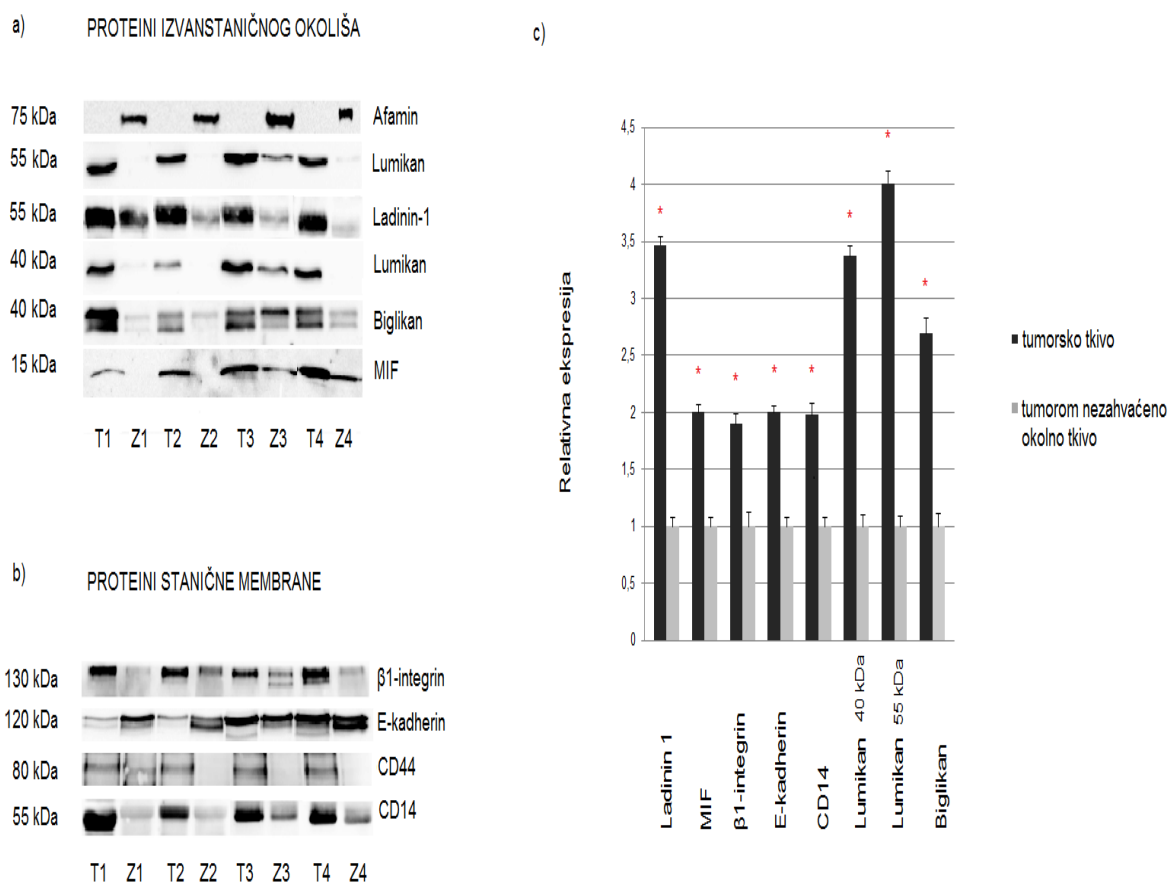 a)
PROTEINI IZVANSTANIČNOG OKOLIŠA
75 kDa
Afamin
55 kDa
Lumikan
55 kDa
Ladinin-1
40 kDa
Lumikan
40 kDa
Biglikan
15 kDa
MIF
T1 Z1 T2 Z2 T3 Z3 T4 Z4
b)
PROTEINI STANIČNE MEMBRANE
130 kDa
β1-integrin
120 kDa
E-kadherin
80 kDa
CD44
55 kDa
CD14
T1 Z1 T2 Z2 T3 Z3 T4 Z4
c)
Relativna ekspresija
4,5
4
3,5
3
2,5
2
1,5
1
0,5
0
*
*
*
*
*
*
*
*
Ladinin 1
MIF
β1-integrin
E-kadherin
CD14
Lumikan 40 kDa
Lumikan 55 kDa
Biglikan
tumorsko tkivo
tumorom nezahvaćeno
okolno tkivo